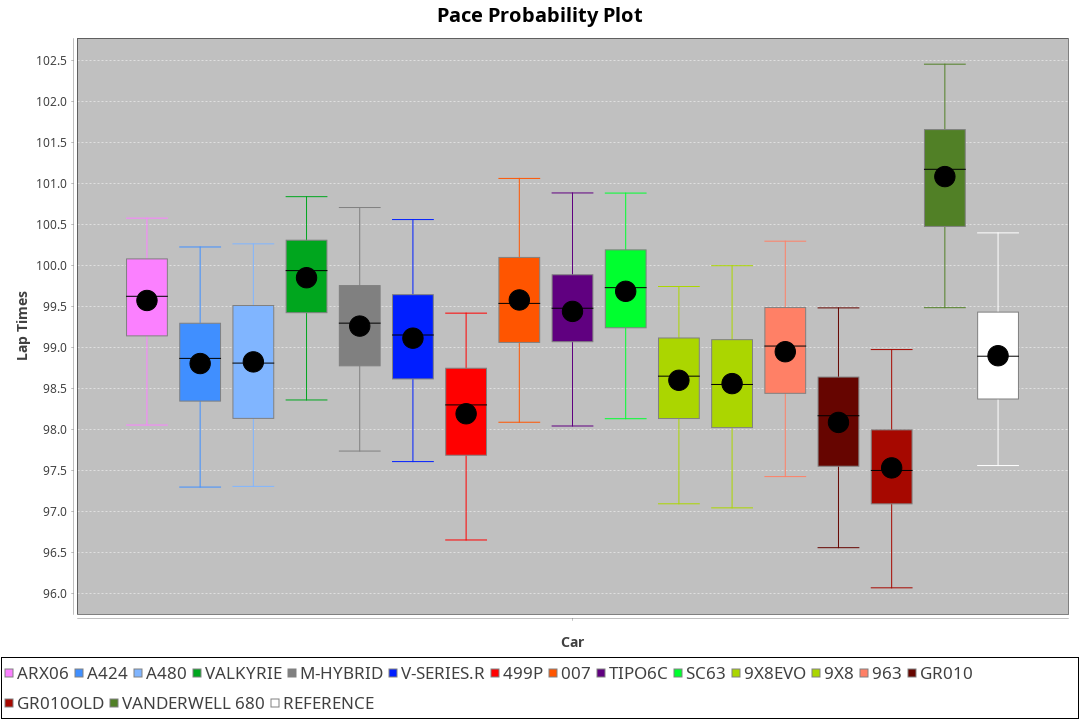 Pace Probability Plot
102.5
102.0
101.5
101.0
100.5
100.0
99.5
99.0
98.5
98.0
97.5
97.0
96.5
96.0
Lap Times
Car
ARX06 A424 A480 VALKYRIE M-HYBRID V-SERIES.R 499P 007 TIPO6C SC63 9X8EVO 9X8 963 GR010
GR010OLD VANDERWELL 680 REFERENCE